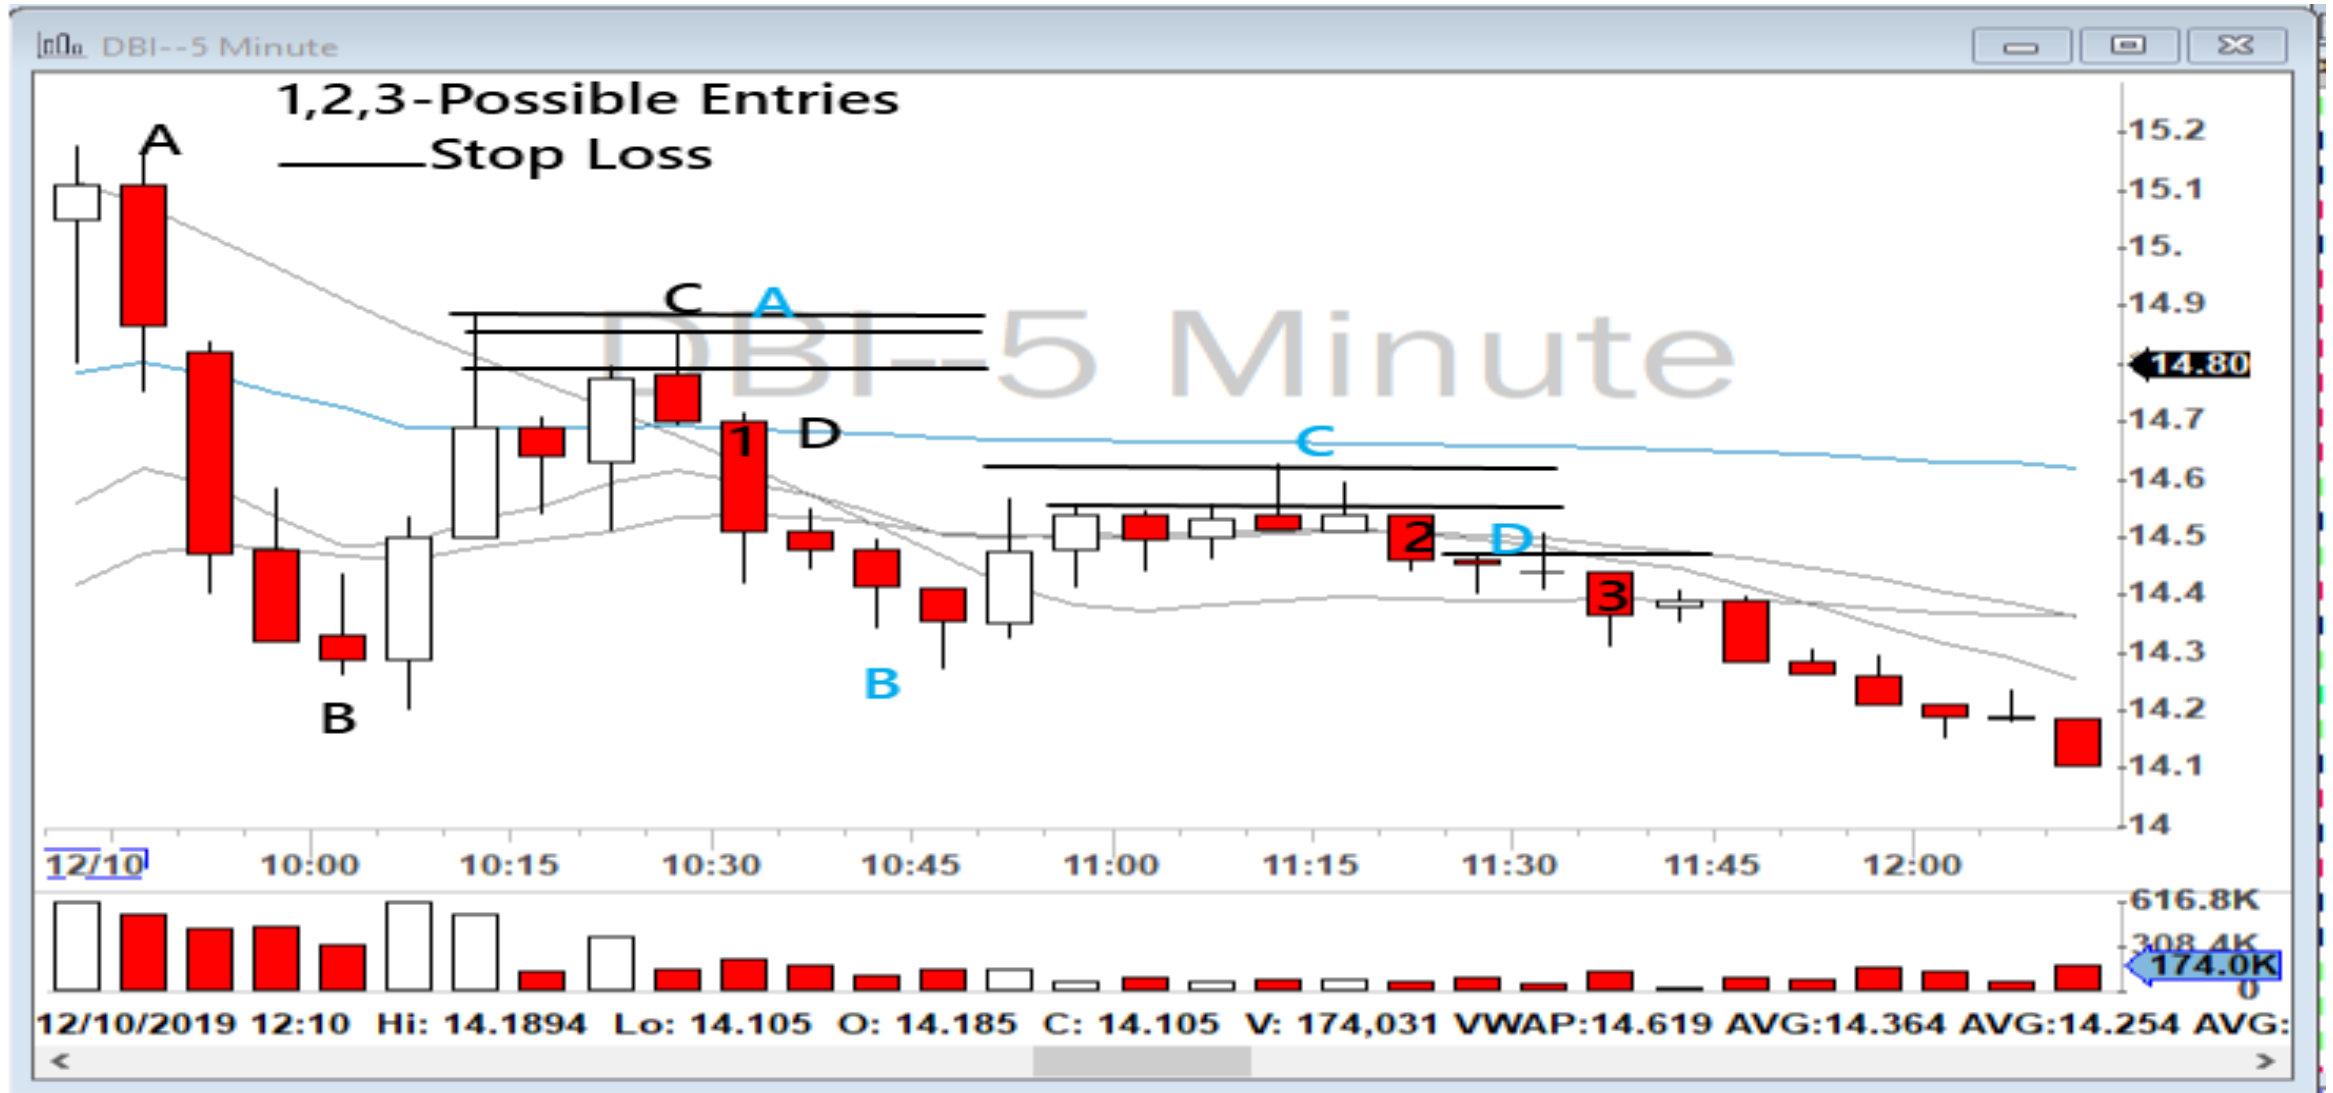 DBI--5 Minute
1,2,3-Possible Entries
Stop Loss
A
15.2
15.1
15.
C A
14.9
DBI--5 Minute
14.80
1 D
C
14.7
14.6
2 D
14.5
3
14.4
B
14.3
B
14.2
14.1
14
12/10 10:00 10:15 10:30 10:45 11:00 11:15 11:30 11:45 12:00
616.8K
308.4K
174.0K
0
12/10/2019 12:10 Hi: 14.1894 Lo: 14.105 O: 14.185 C: 14.105 V: 174,031 VWAP:14.619 AVG:14.364 AVG:14.254 AVG: